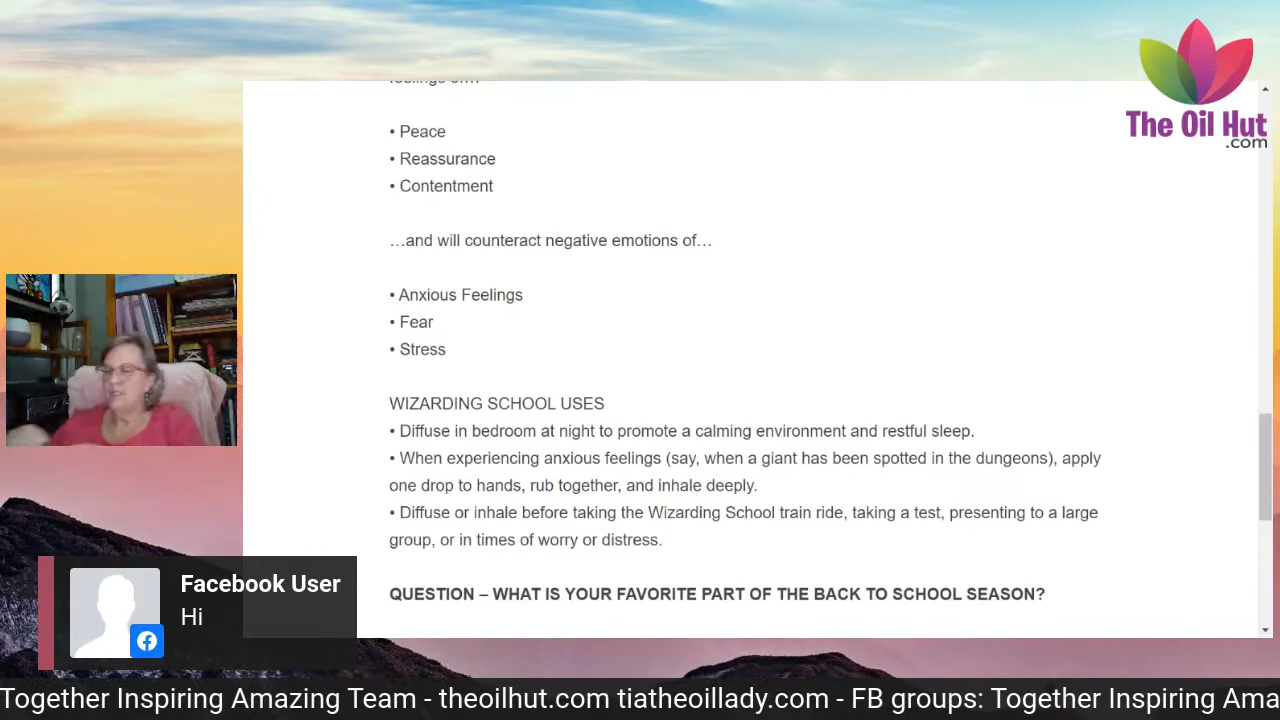 The Oil Hut
.com
• Peace
• Reassurance
• Contentment
…and will counteract negative emotions of…
• Anxious Feelings
• Fear
• Stress
WIZARDING SCHOOL USES
• Diffuse in bedroom at night to promote a calming environment and restful sleep.
• When experiencing anxious feelings (say, when a giant has been spotted in the dungeons), apply
one drop to hands, rub together, and inhale deeply.
• Diffuse or inhale before taking the Wizarding School train ride, taking a test, presenting to a large
group, or in times of worry or distress.
QUESTION – WHAT IS YOUR FAVORITE PART OF THE BACK TO SCHOOL SEASON?
Facebook User
Hi
Together Inspiring Amazing Team - theoilhut.com tiatheoillady.com - FB groups: Together Inspiring Ama